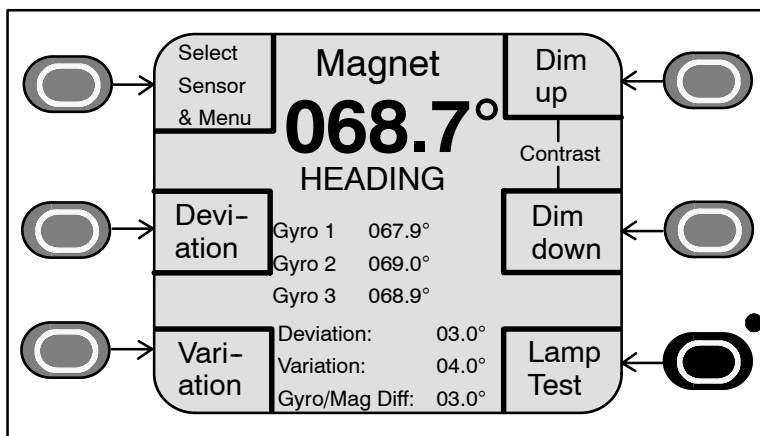 Select
Sensor
& Menu
Magnet
068.7°
HEADING
Dim
up
Contrast
Devi-
ation
Gyro 1 067.9°
Gyro 2 069.0°
Gyro 3 068.9°
Dim
down
Vari-
ation
Deviation: 03.0°
Variation: 04.0°
Gyro/Mag Diff: 03.0°
Lamp
Test